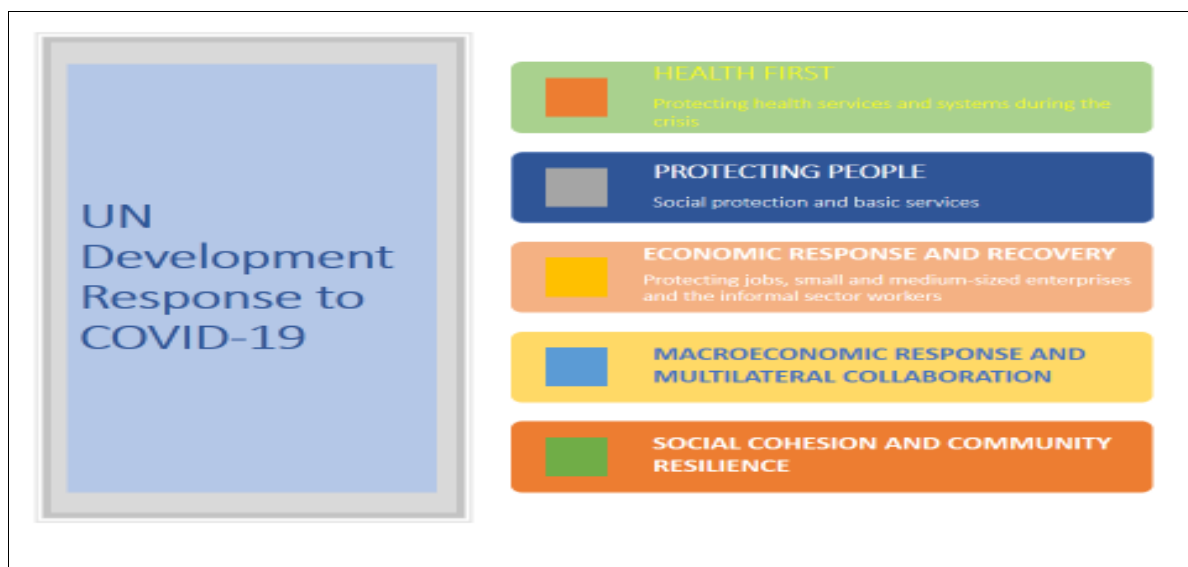 UN
Development
Response to
COVID-19
HEALTH FIRST
Protecting health services and systems during the
crisis
PROTECTING PEOPLE
Social protection and basic services
ECONOMIC RESPONSE AND RECOVERY
Protecting jobs, small and medium-sized enterprises
and the informal sector workers
MACROECONOMIC RESPONSE AND
MULTILATERAL COLLABORATION
SOCIAL COHESION AND COMMUNITY
RESILIENCE